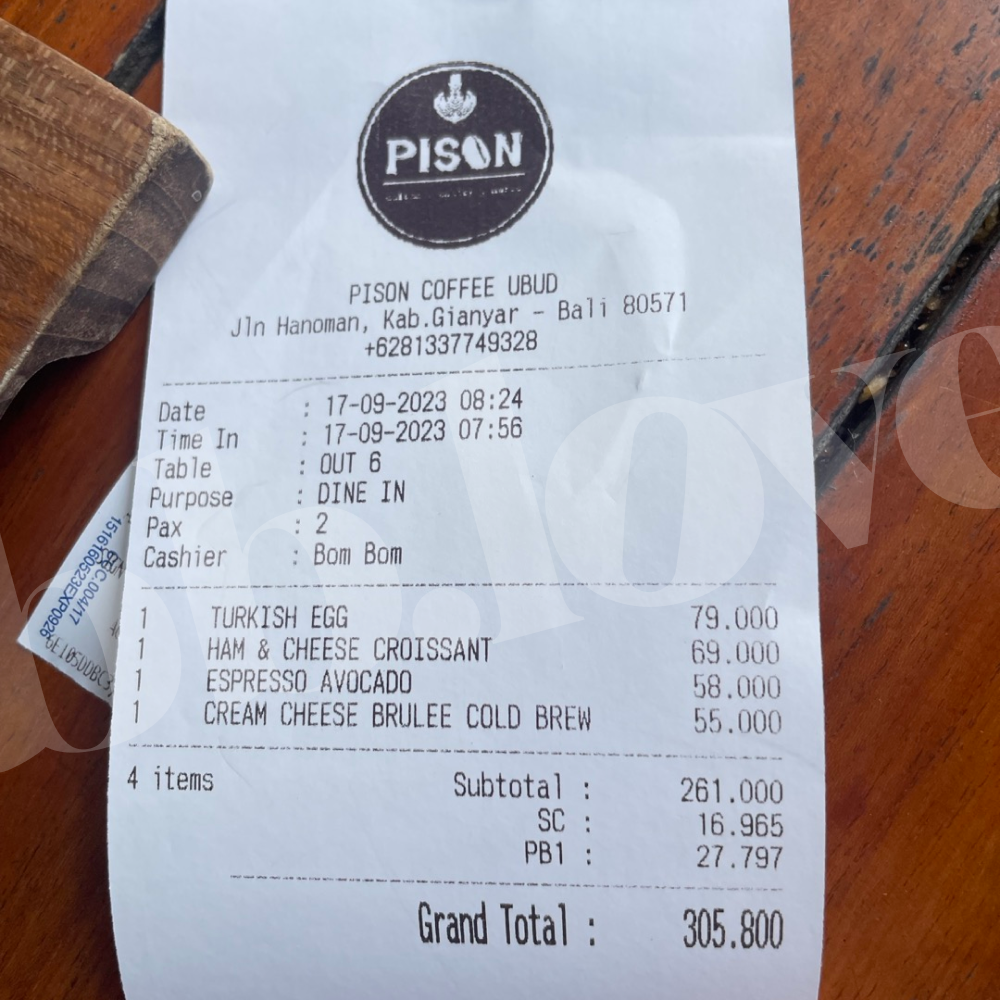 PISON
PISON COFFEE UBUD
Jln Hanoman, Kab.Gianyar - Bali 80571
+6281337749328
Date : 17-09-2023 08:24
Time In : 17-09-2023 07:56
Table : OUT 6
Purpose : DINE IN
Pax : 2
Cashier : Bom Bom
1 TURKISH EGG 79.000
1 HAM & CHEESE CROISSANT 69.000
1 ESPRESSO AVOCADO 58.000
1 CREAM CHEESE BRULEE COLD BREW 55.000
4 items Subtotal : 261.000
SC : 16.965
PB1 : 27.797
Grand Total : 305.800
1516160523EXP0926